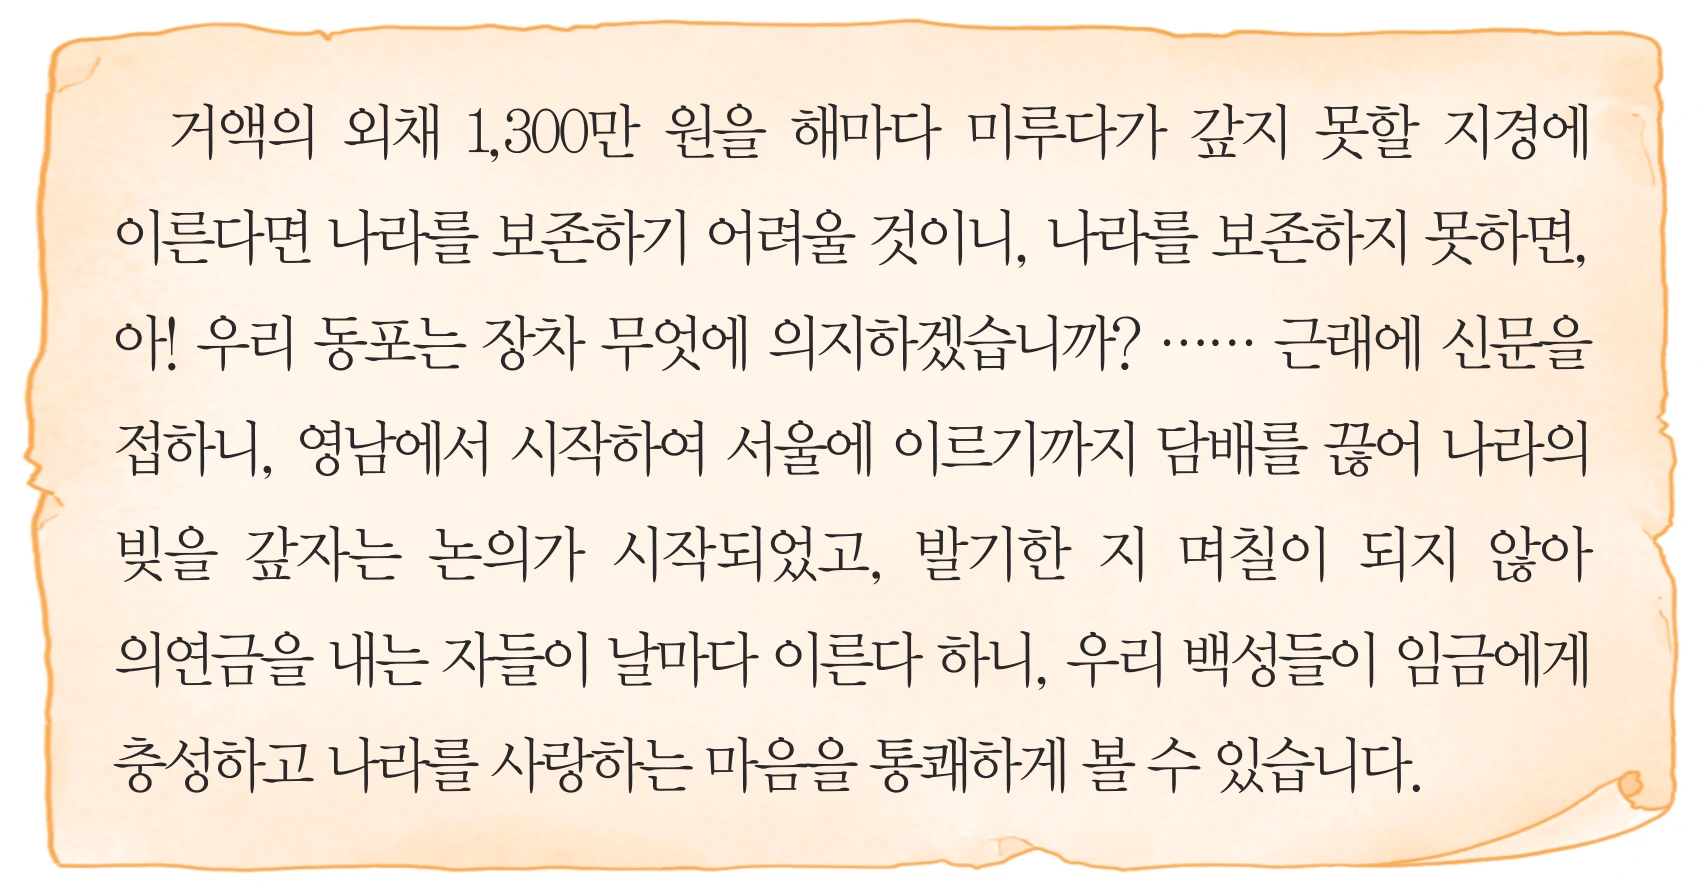 거액의 외채 1,300만 원을 해마다 미루다가 갚지 못할 지경에
이른다면 나라를 보존하기 어려울 것이니, 나라를 보존하지 못하면,
아! 우리 동포는 장차 무엇에 의지하겠습니까? …… 근래에 신문을
접하니, 영남에서 시작하여 서울에 이르기까지 담배를 끊어 나라의
빚을 갚자는 논의가 시작되었고, 발기한 지 며칠이 되지 않아
의연금을 내는 자들이 날마다 이른다 하니, 우리 백성들이 임금에게
충성하고 나라를 사랑하는 마음을 통쾌하게 볼 수 있습니다.